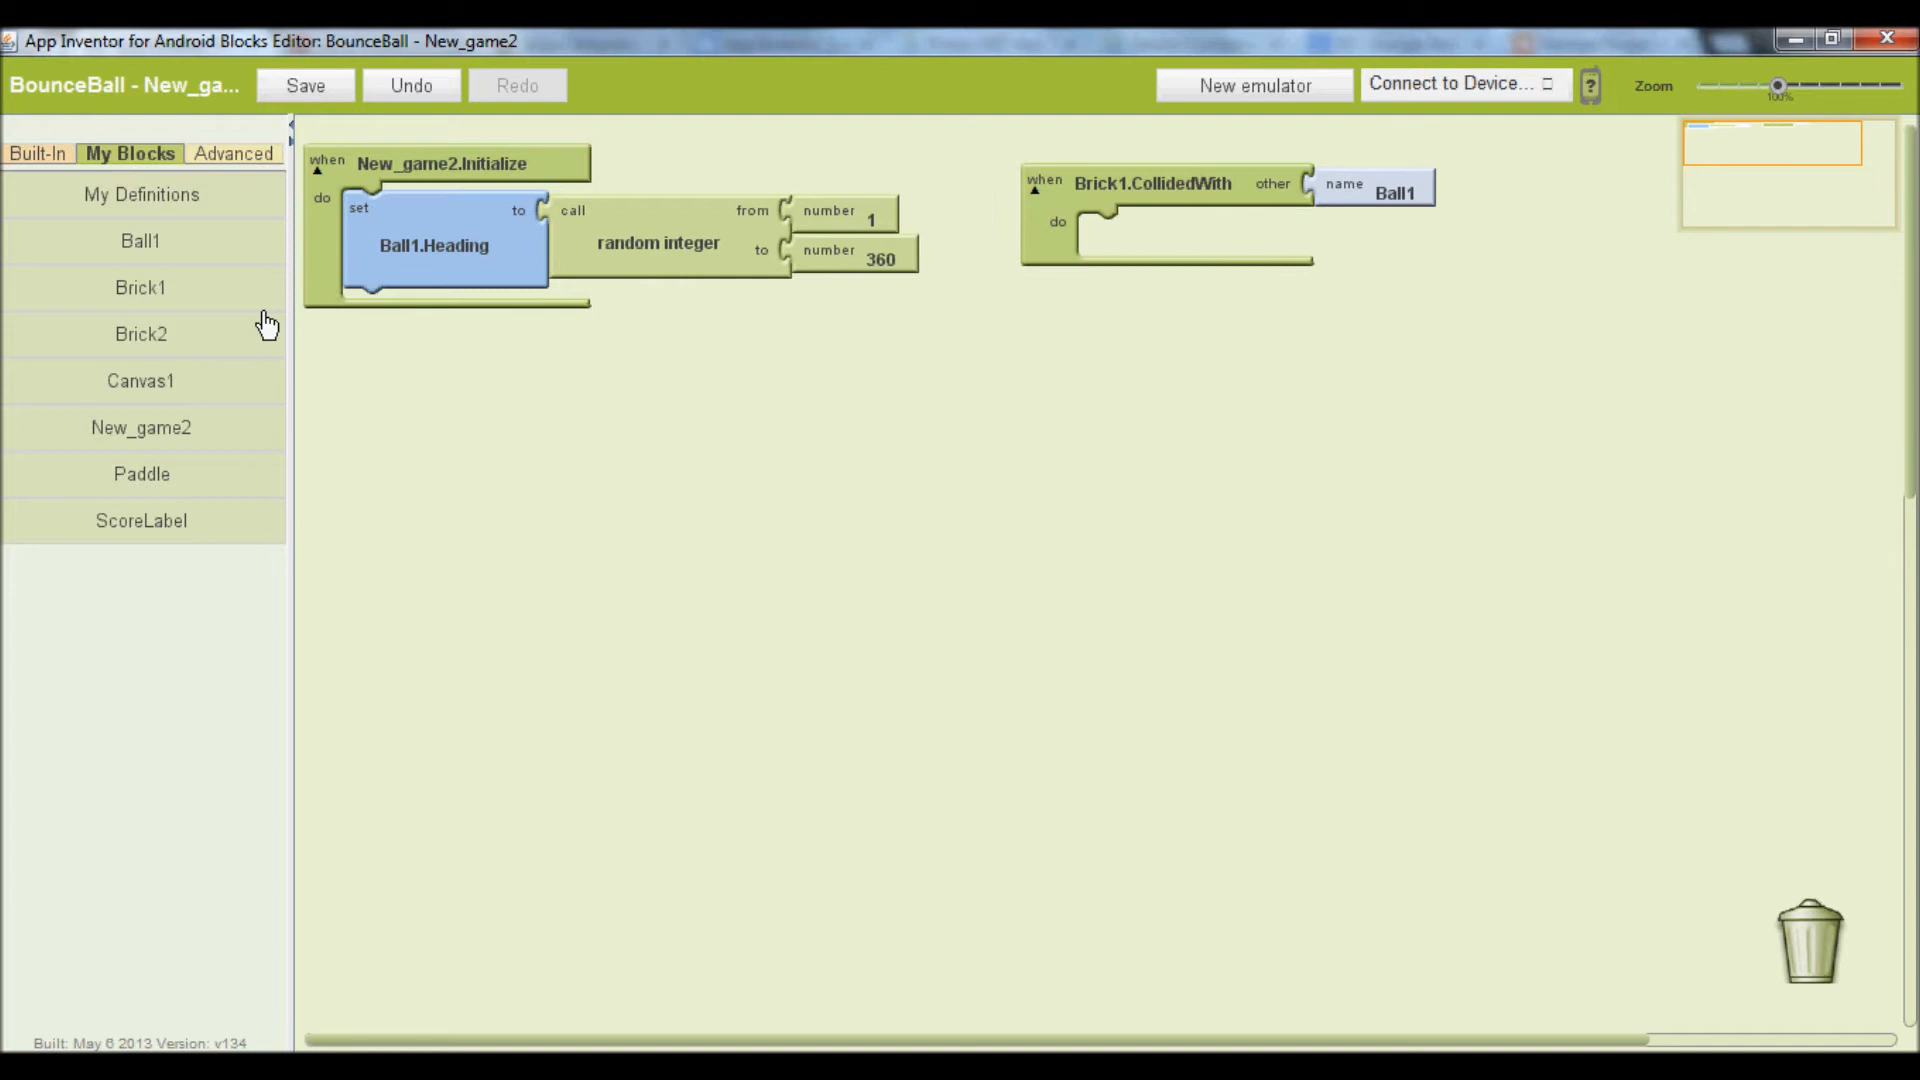 App Inventor for Android Blocks Editor: BounceBall - New_game2
BounceBall - New_ga... Save Undo Redo New emulator Connect to Device... ? Zoom
100%
Built-In My Blocks Advanced
My Definitions
Ball1
Brick1
Brick2
Canvas1
New_game2
Paddle
ScoreLabel
when New_game2.Initialize
do set to call from number 1
Ball1.Heading random integer
to number 360
when Brick1.CollidedWith other name Ball1
do
Built: May 6 2013 Version: v134